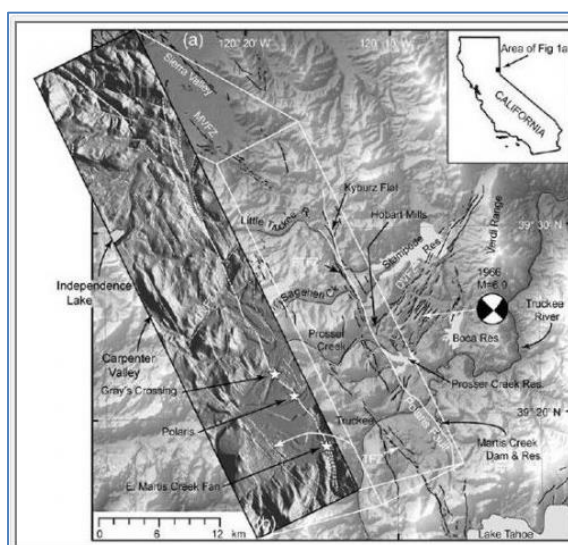 (a)
120° 20' W
120° 10' W
Area of Fig 1a
CALIFORNIA
Sierra Valley
MVFZ
Kyburz Flat
Hobart Mills
Little Truckee R.
Stampede
Res
Verdi Range
39° 30' N
Independence
Lake
Sagehen Ck.
1966
M=6.0
Truckee
River
Prosser
Creek
Boca Res.
Carpenter
Valley
Gray's Crossing
Prosser Creek Res.
Polaris
39° 20' N
Truckee
Martis Creek
Dam & Res.
E. Martis Creek Fan
(b)
0 6 12
km
Lake Tahoe